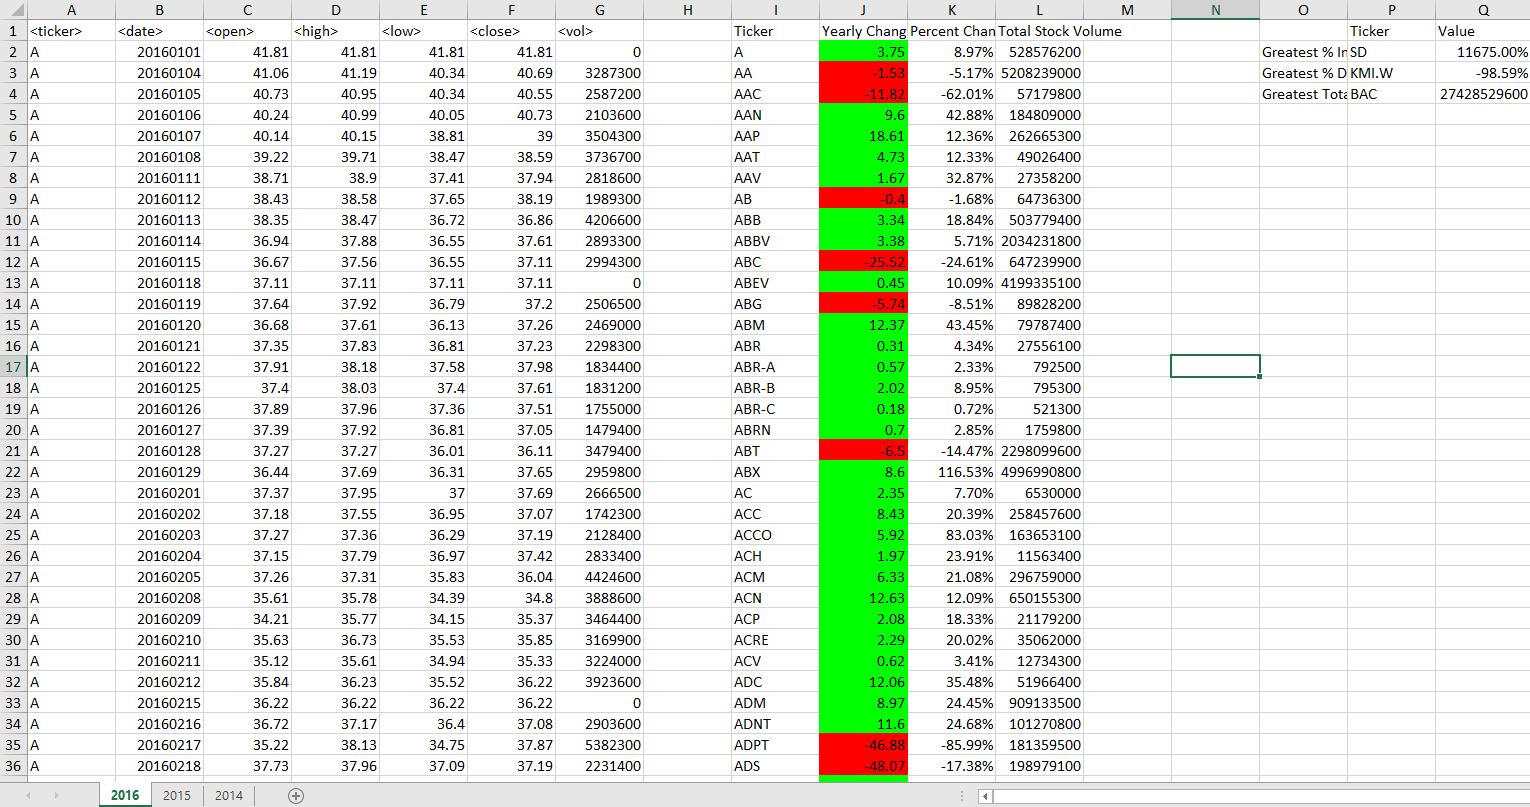 A B C D E F G H I J K L M N O P Q
1 <ticker> <date> <open> <high> <low> <close> <vol> Ticker Yearly Chang Percent Chan Total Stock Volume Ticker Value
2 A 20160101 41.81 41.81 41.81 41.81 0 A 3.75 8.97% 528576200 Greatest % In SD 11675.00%
3 A 20160104 41.06 41.19 40.34 40.69 3287300 AA -1.53 -5.17% 5208239000 Greatest % D KMI.W -98.59%
4 A 20160105 40.73 40.95 40.34 40.55 2587200 AAC -11.82 -62.01% 57179800 Greatest Tota BAC 27428529600
5 A 20160106 40.24 40.99 40.05 40.73 2103600 AAN 9.6 42.88% 184809000
6 A 20160107 40.14 40.15 38.81 39 3504300 AAP 18.61 12.36% 262665300
7 A 20160108 39.22 39.71 38.47 38.59 3736700 AAT 4.73 12.33% 49026400
8 A 20160111 38.71 38.9 37.41 37.94 2818600 AAV 1.67 32.87% 27358200
9 A 20160112 38.43 38.58 37.65 38.19 1989300 AB -0.4 -1.68% 64736300
10 A 20160113 38.35 38.47 36.72 36.86 4206600 ABB 3.34 18.84% 503779400
11 A 20160114 36.94 37.88 36.55 37.61 2893300 ABBV 3.38 5.71% 2034231800
12 A 20160115 36.67 37.56 36.55 37.11 2994300 ABC -25.52 -24.61% 647239900
13 A 20160118 37.11 37.11 37.11 37.11 0 ABEV 0.45 10.09% 4199335100
14 A 20160119 37.64 37.92 36.79 37.2 2506500 ABG -5.74 -8.51% 89828200
15 A 20160120 36.68 37.61 36.13 37.26 2469000 ABM 12.37 43.45% 79787400
16 A 20160121 37.35 37.83 36.81 37.23 2298300 ABR 0.31 4.34% 27556100
17 A 20160122 37.91 38.18 37.58 37.98 1834400 ABR-A 0.57 2.33% 792500
18 A 20160125 37.4 38.03 37.4 37.61 1831200 ABR-B 2.02 8.95% 795300
19 A 20160126 37.89 37.96 37.36 37.51 1755000 ABR-C 0.18 0.72% 521300
20 A 20160127 37.39 37.92 36.81 37.05 1479400 ABRN 0.7 2.85% 1759800
21 A 20160128 37.27 37.27 36.01 36.11 3479400 ABT -6.5 -14.47% 2298099600
22 A 20160129 36.44 37.69 36.31 37.65 2959800 ABX 8.6 116.53% 4996990800
23 A 20160201 37.37 37.95 37 37.69 2666500 AC 2.35 7.70% 6530000
24 A 20160202 37.18 37.55 36.95 37.07 1742300 ACC 8.43 20.39% 258457600
25 A 20160203 37.27 37.36 36.29 37.19 2128400 ACCO 5.92 83.03% 163653100
26 A 20160204 37.15 37.79 36.97 37.42 2833400 ACH 1.97 23.91% 11563400
27 A 20160205 37.26 37.31 35.83 36.04 4424600 ACM 6.33 21.08% 296759000
28 A 20160208 35.61 35.78 34.39 34.8 3888600 ACN 12.63 12.09% 650155300
29 A 20160209 34.21 35.77 34.15 35.37 3464400 ACP 2.08 18.33% 21179200
30 A 20160210 35.63 36.73 35.53 35.85 3169900 ACRE 2.29 20.02% 35062000
31 A 20160211 35.12 35.61 34.94 35.33 3224000 ACV 0.62 3.41% 12734300
32 A 20160212 35.84 36.23 35.52 36.22 3923600 ADC 12.06 35.48% 51966400
33 A 20160215 36.22 36.22 36.22 36.22 0 ADM 8.97 24.45% 909133500
34 A 20160216 36.72 37.17 36.4 37.08 2903600 ADNT 11.6 24.68% 101270800
35 A 20160217 35.22 38.13 34.75 37.87 5382300 ADPT -46.88 -85.99% 181359500
36 A 20160218 37.73 37.96 37.09 37.19 2231400 ADS -48.07 -17.38% 198979100
2016 2015 2014